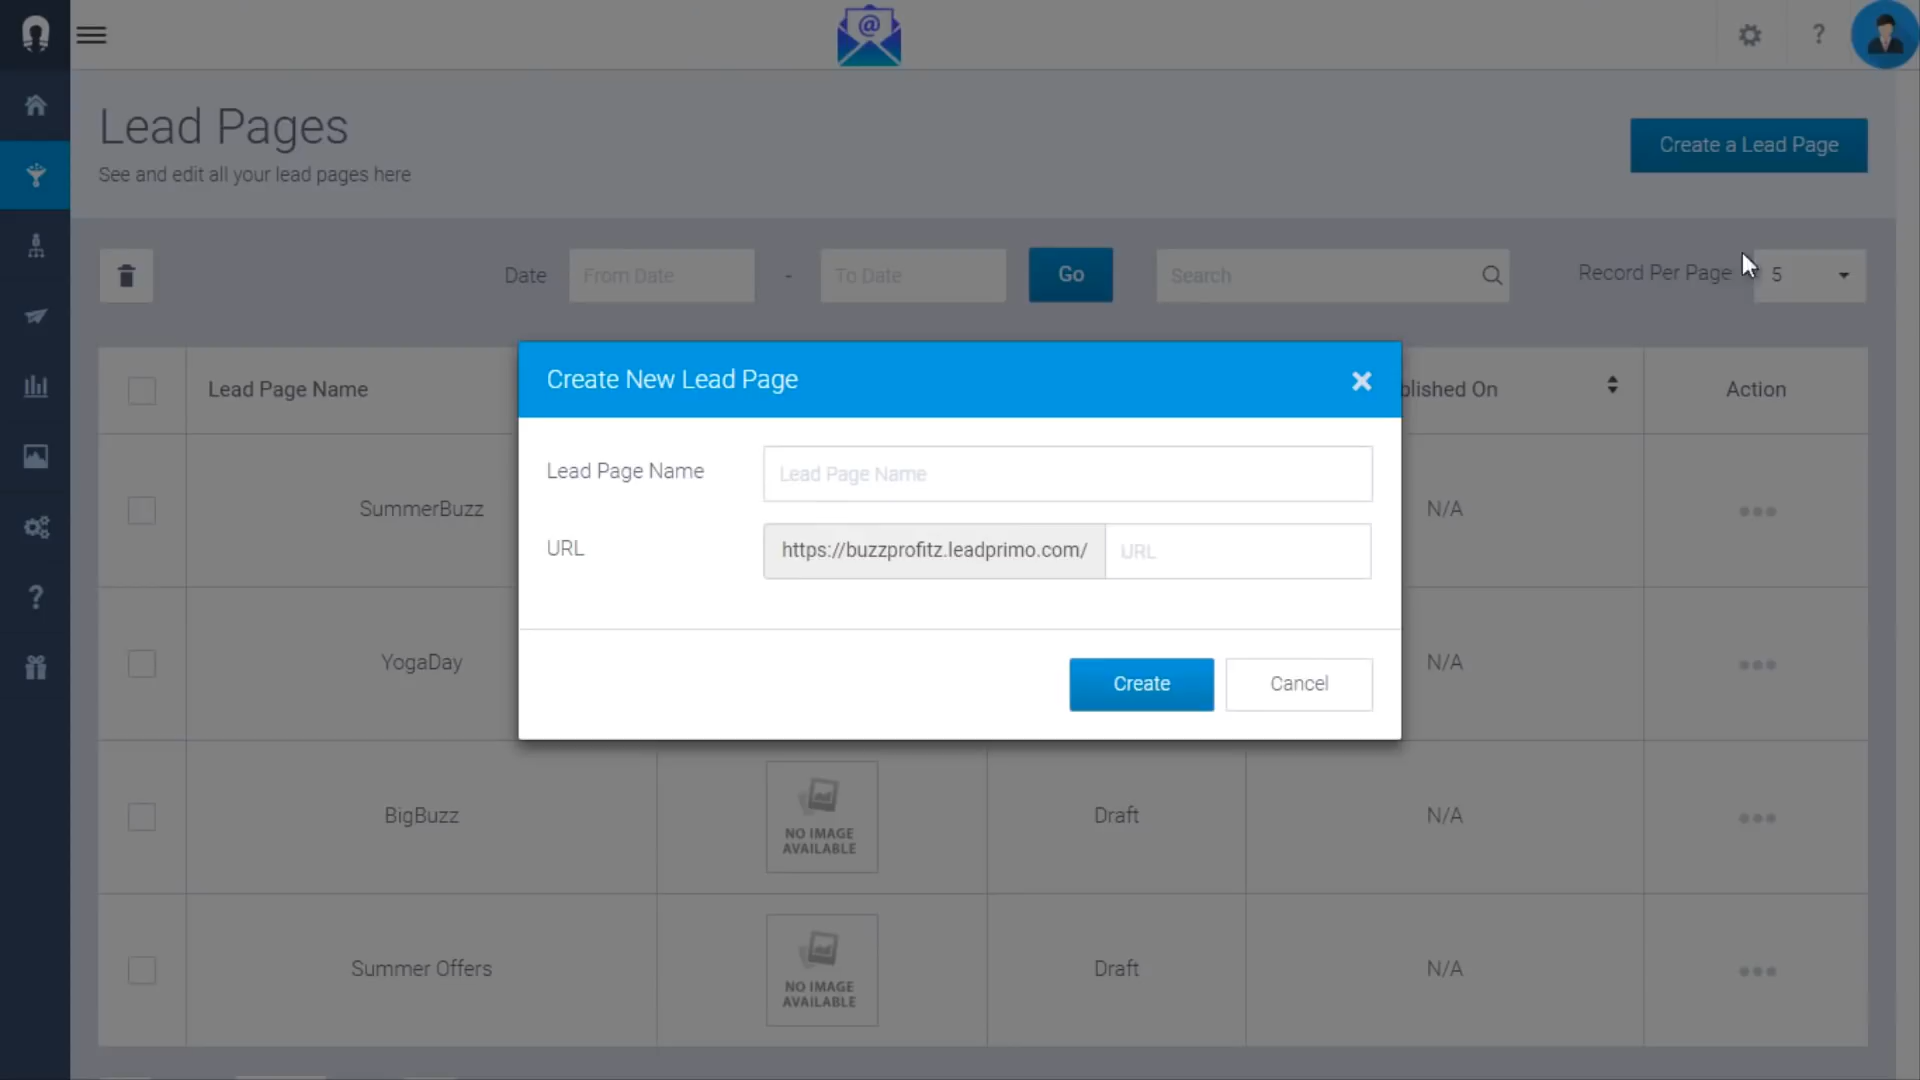 @
?
Lead Pages
See and edit all your lead pages here
Create a Lead Page
Date
From Date
-
To Date
Go
Search
Record Per Page
5
Lead Page Name
blished On
Action
Create New Lead Page
Lead Page Name
Lead Page Name
URL
https://buzzprofitz.leadprimo.com/
URL
Create
Cancel
SummerBuzz
N/A
YogaDay
N/A
BigBuzz
NO IMAGE
AVAILABLE
Draft
N/A
Summer Offers
NO IMAGE
AVAILABLE
Draft
N/A
?